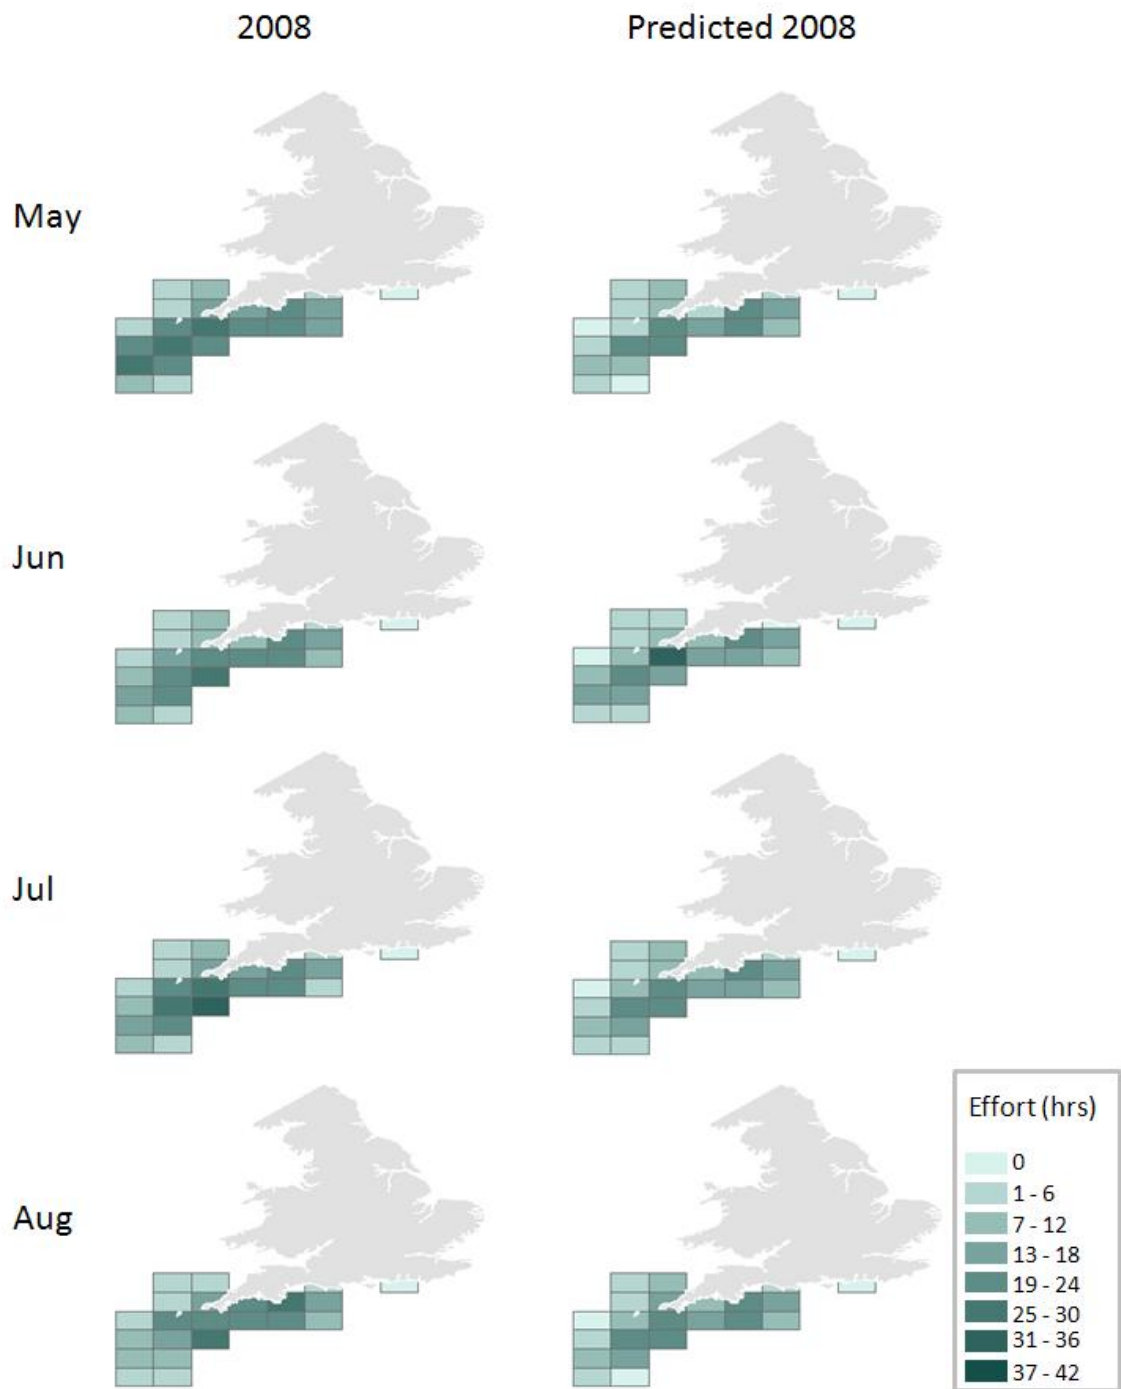 2008 Predicted 2008
May
Jun
Jul
Aug
Effort (hrs)
0
1 - 6
7 - 12
13 - 18
19 - 24
25 - 30
31 - 36
37 - 42